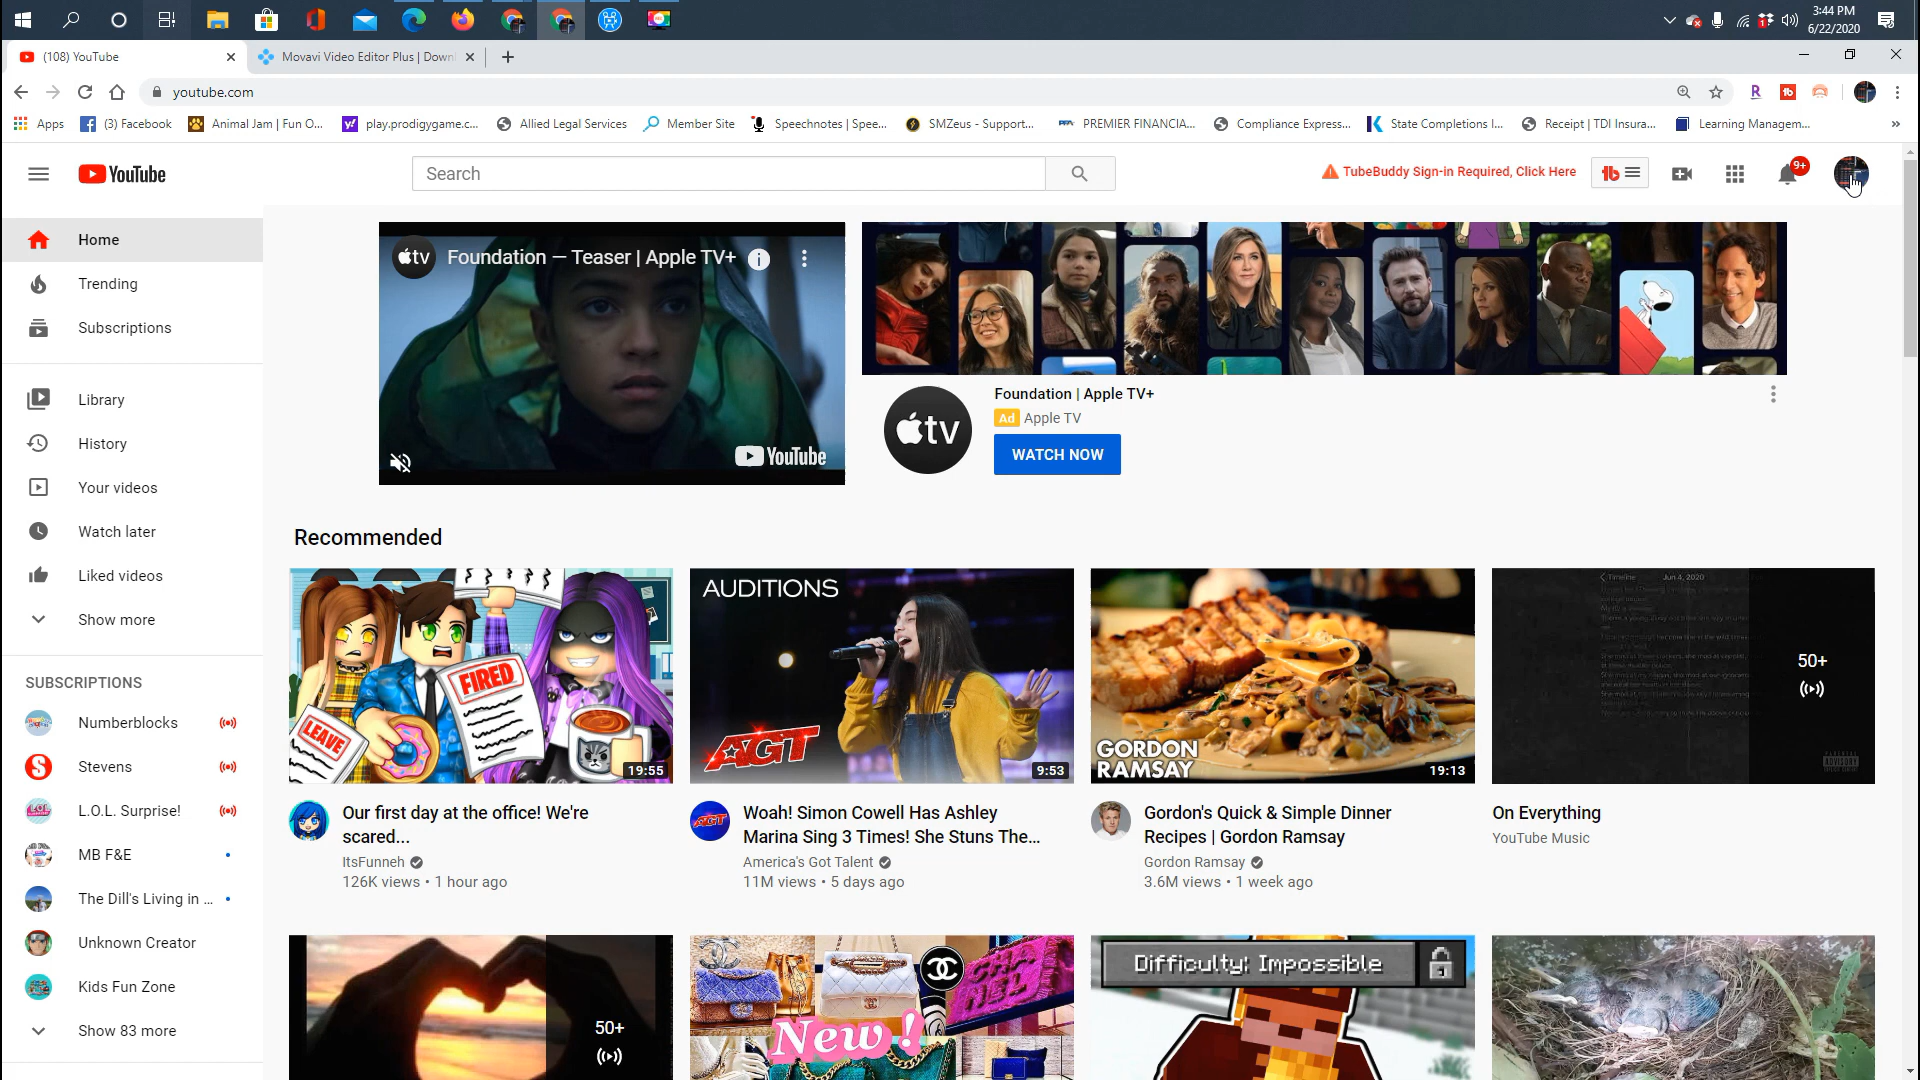 3:44 PM
6/22/2020
(108) YouTube
Movavi Video Editor Plus | Down
youtube.com
Apps
(3) Facebook
Animal Jam | Fun O...
play.prodigygame.c...
Allied Legal Services
Member Site
Speechnotes | Spee...
SMZeus - Support...
PREMIER FINANCIA...
Compliance Express...
State Completions I...
Receipt | TDI Insura...
Learning Managem...
YouTube
Search
TubeBuddy Sign-in Required, Click Here
9+
Home
Trending
Subscriptions
Library
History
Your videos
Watch later
Liked videos
Show more
SUBSCRIPTIONS
Numberblocks
Stevens
L.O.L. Surprise!
MB F&E
The Dill's Living in ...
Unknown Creator
Kids Fun Zone
Show 83 more
tv
Foundation — Teaser | Apple TV+
YouTube
tv
Foundation | Apple TV+
Ad Apple TV
WATCH NOW
Recommended
LEAVE
FIRED
19:55
Our first day at the office! We're
scared...
ItsFunneh
126K views • 1 hour ago
AUDITIONS
AGT
9:53
Woah! Simon Cowell Has Ashley
Marina Sing 3 Times! She Stuns The...
America's Got Talent
11M views • 5 days ago
GORDON
RAMSAY
19:13
Gordon's Quick & Simple Dinner
Recipes | Gordon Ramsay
Gordon Ramsay
3.6M views • 1 week ago
Timeline
Jun 4, 2020
50+
On Everything
YouTube Music
50+
CHANEL
New !
Difficulty: Impossible